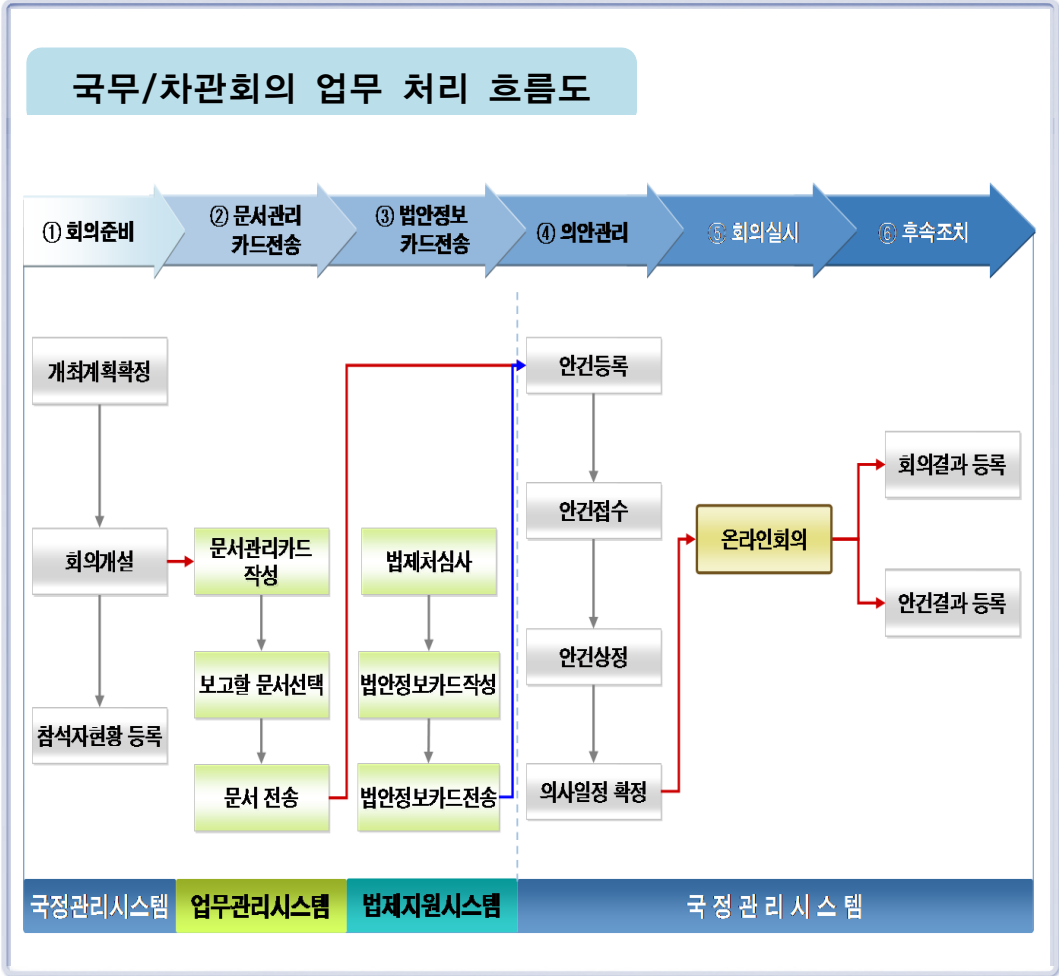 국무/차관회의 업무 처리 흐름도
① 회의준비
② 문서관리
카드전송
③ 법안정보
카드전송
④ 의안관리
⑤ 회의실시
⑥ 후속조치
개최계획확정
회의개설
참석자현황 등록
문서관리카드
작성
보고할 문서선택
문서 전송
법제처심사
법안정보카드작성
법안정보카드전송
안건등록
안건접수
안건상정
의사일정 확정
온라인회의
회의결과 등록
안건결과 등록
국정관리시스템
업무관리시스템
법제지원시스템
국 정 관 리 시 스 템